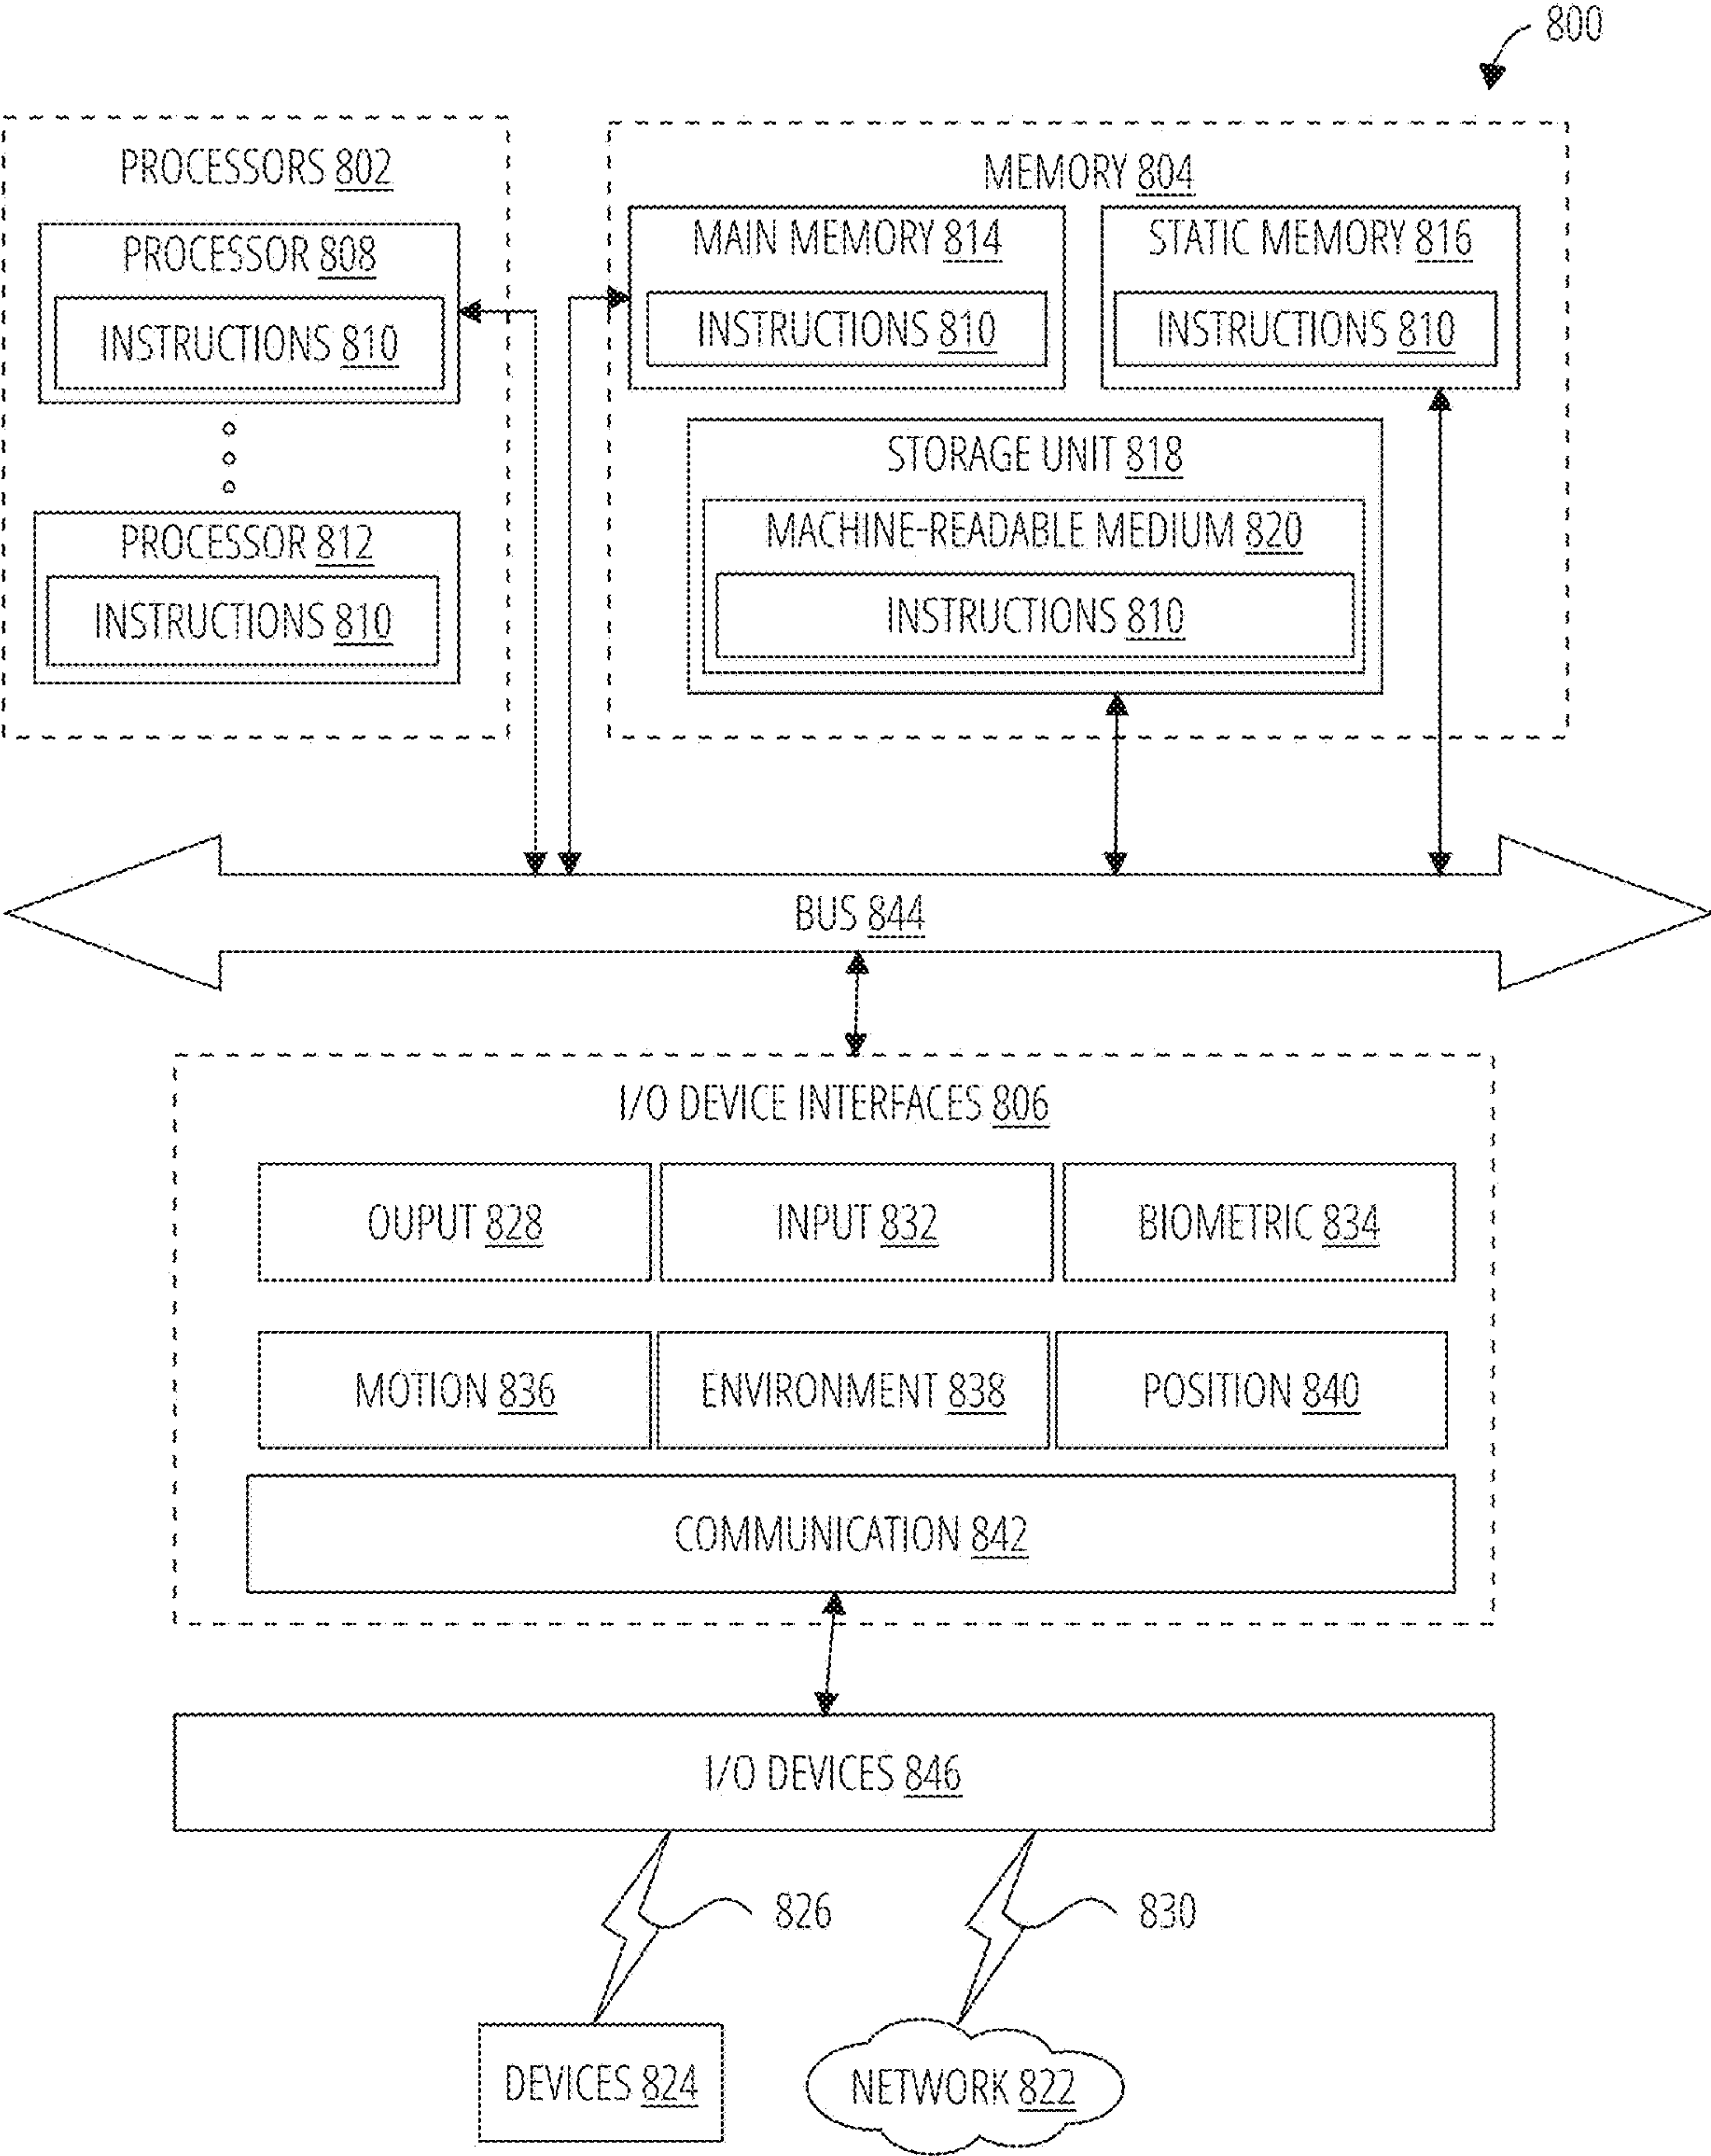 800
PROCESSORS 802
PROCESSOR 808
INSTRUCTIONS 810
PROCESSOR 812
INSTRUCTIONS 810
MEMORY 804
MAIN MEMORY 814
INSTRUCTIONS 810
STATIC MEMORY 816
INSTRUCTIONS 810
STORAGE UNIT 818
MACHINE-READABLE MEDIUM 820
INSTRUCTIONS 810
BUS 844
I/O DEVICE INTERFACES 806
OUPUT 828
INPUT 832
BIOMETRIC 834
MOTION 836
ENVIRONMENT 838
POSITION 840
COMMUNICATION 842
I/O DEVICES 846
826
830
DEVICES 824
NETWORK 822